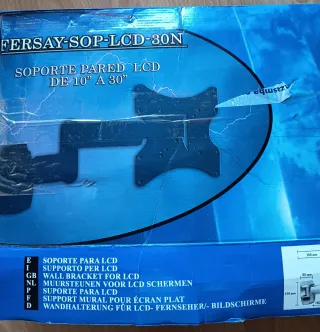 FERSAY-SOP-LCD-30N
SOPORTE PARED LCD
DE 10" A 30"
E SOPORTE PARA LCD
I SUPPORTO PER LCD
GB WALL BRACKET FOR LCD
NL MUURSTEUNEN VOOR LCD SCHERMEN
P SUPORTE PARA LCD
F SUPPORT MURAL POUR ÉCRAN PLAT
D WANDHALTERUNG FÜR LCD- FERNSEHER/- BILDSCHIRME